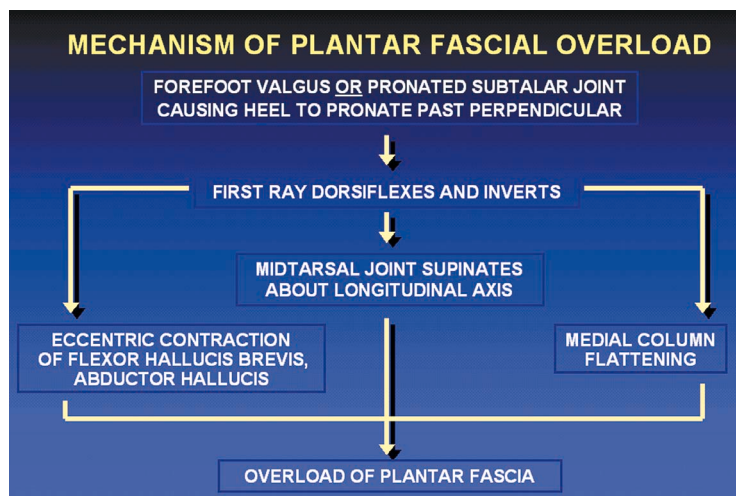 MECHANISM OF PLANTAR FASCIAL OVERLOAD
FOREFOOT VALGUS OR PRONATED SUBTALAR JOINT
CAUSING HEEL TO PRONATE PAST PERPENDICULAR
FIRST RAY DORSIFLEXES AND INVERTS
MIDTARSAL JOINT SUPINATES
ABOUT LONGITUDINAL AXIS
ECCENTRIC CONTRACTION
OF FLEXOR HALLUCIS BREVIS,
ABDUCTOR HALLUCIS
MEDIAL COLUMN
FLATTENING
OVERLOAD OF PLANTAR FASCIA